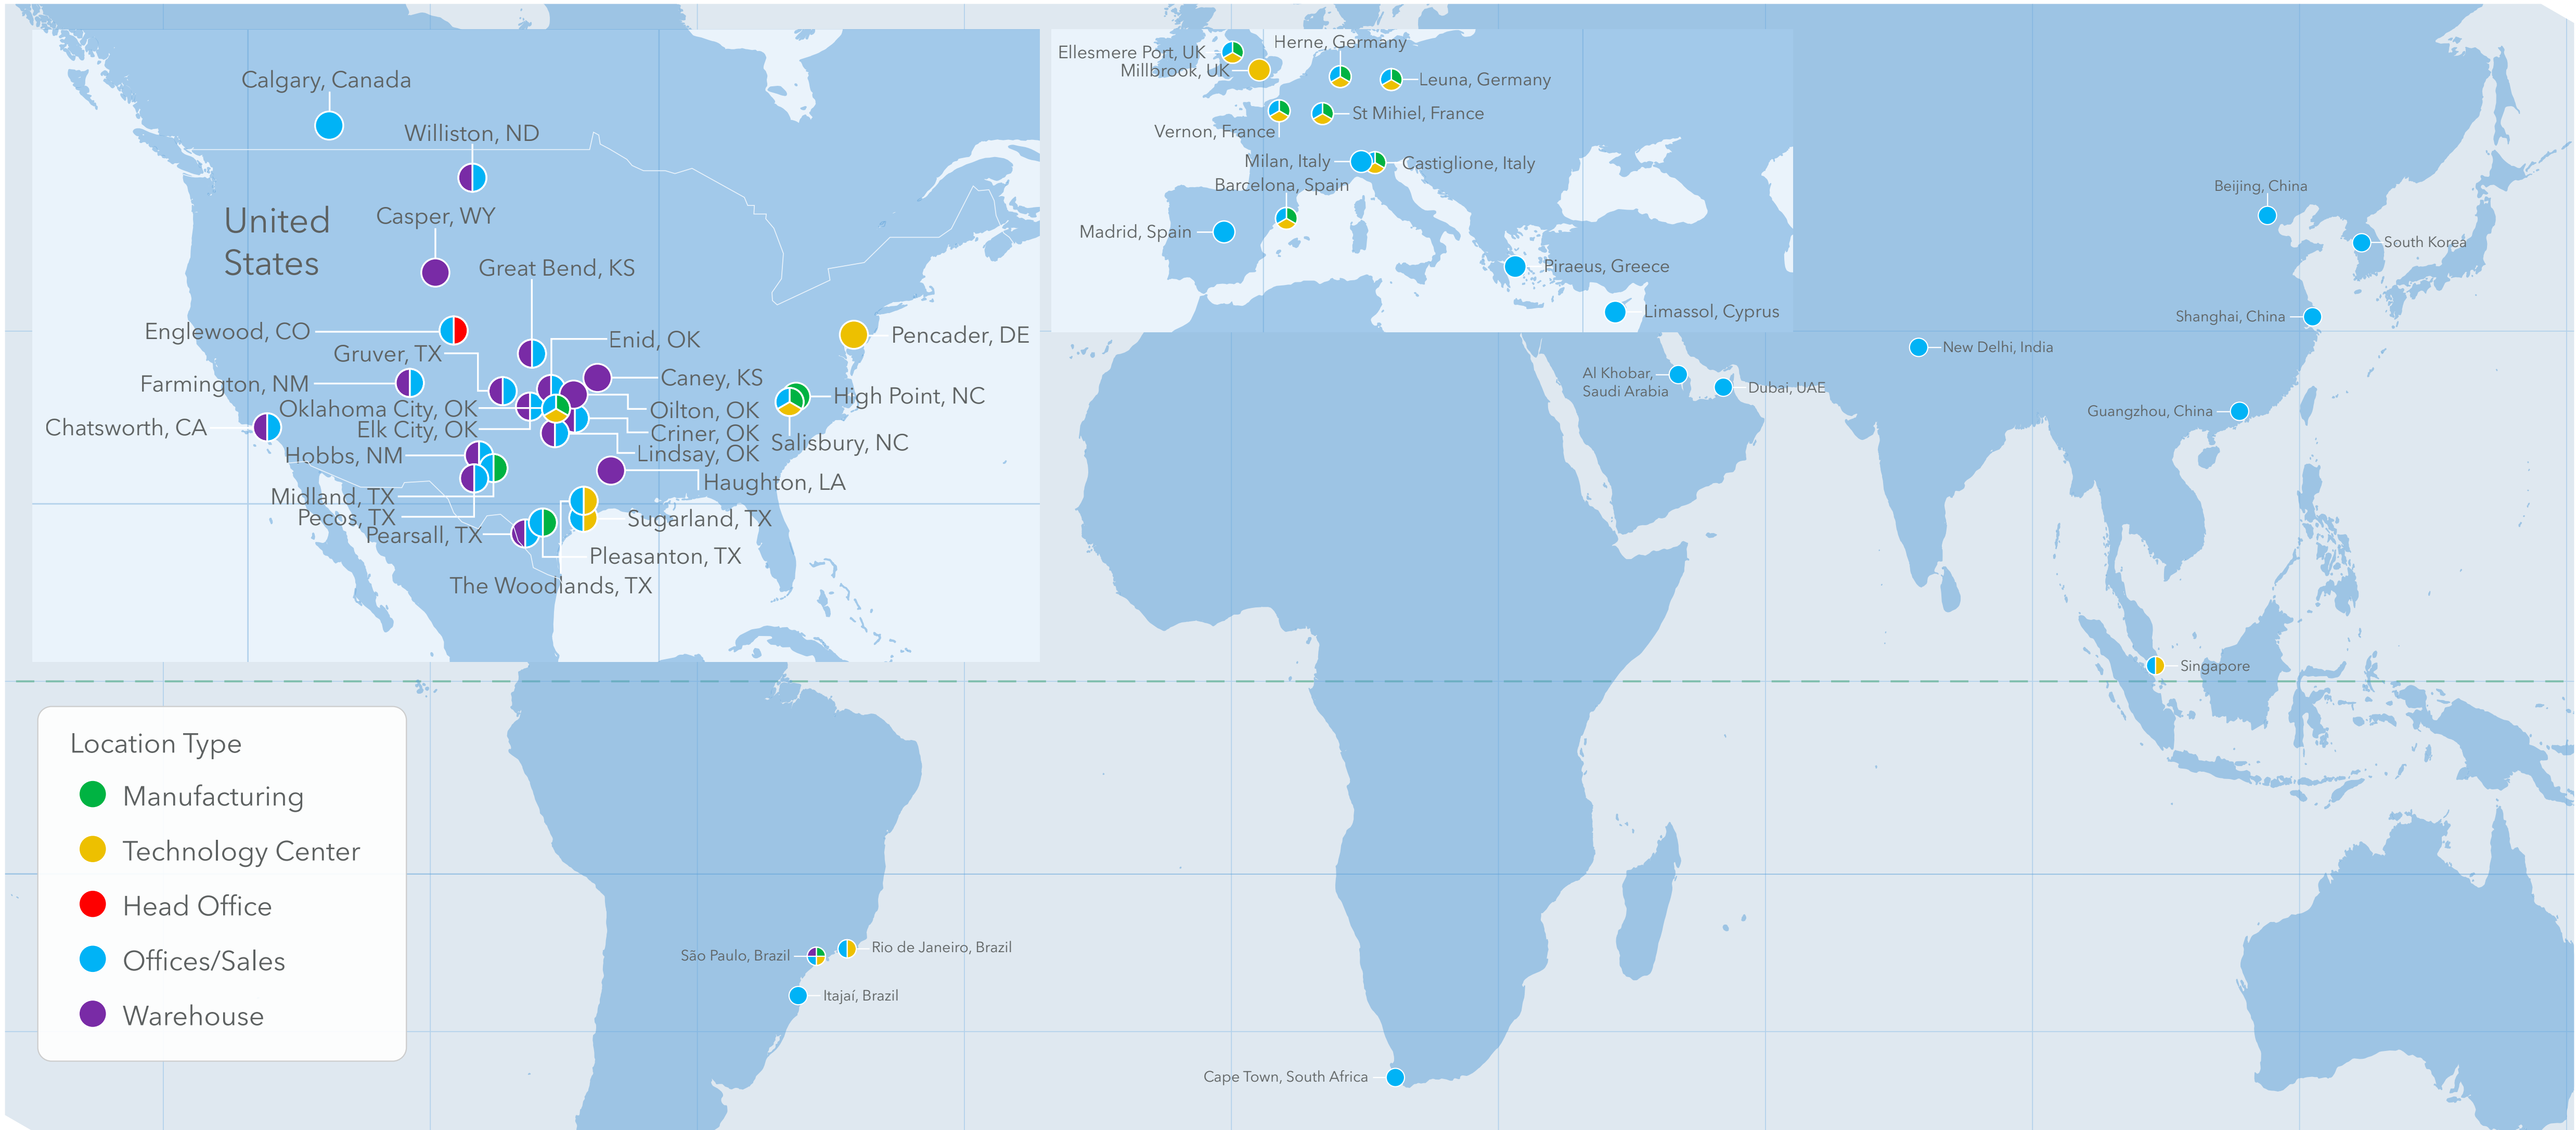 Calgary, Canada
Williston, ND
United
States
Casper, WY
Great Bend, KS
Englewood, CO
Enid, OK
Pencader, DE
Gruver, TX
Farmington, NM
Caney, KS
High Point, NC
Oklahoma City, OK
Oilton, OK
Chatsworth, CA
Elk City, OK
Criner, OK
Salisbury, NC
Hobbs, NM
Lindsay, OK
Haughton, LA
Midland, TX
Pecos, TX
Sugarland, TX
Pearsall, TX
Pleasanton, TX
The Woodlands, TX
Herne, Germany
Ellesmere Port, UK
Millbrook, UK
Leuna, Germany
St Mihiel, France
Vernon, France
Milan, Italy
Castiglione, Italy
Barcelona, Spain
Madrid, Spain
Piraeus, Greece
Limassol, Cyprus
Beijing, China
South Korea
Shanghai, China
New Delhi, India
Al Khobar,
Saudi Arabia
Dubai, UAE
Guangzhou, China
Singapore
Location Type
Manufacturing
Technology Center
Head Office
Offices/Sales
Warehouse
São Paulo, Brazil
Rio de Janeiro, Brazil
Itajaí, Brazil
Cape Town, South Africa